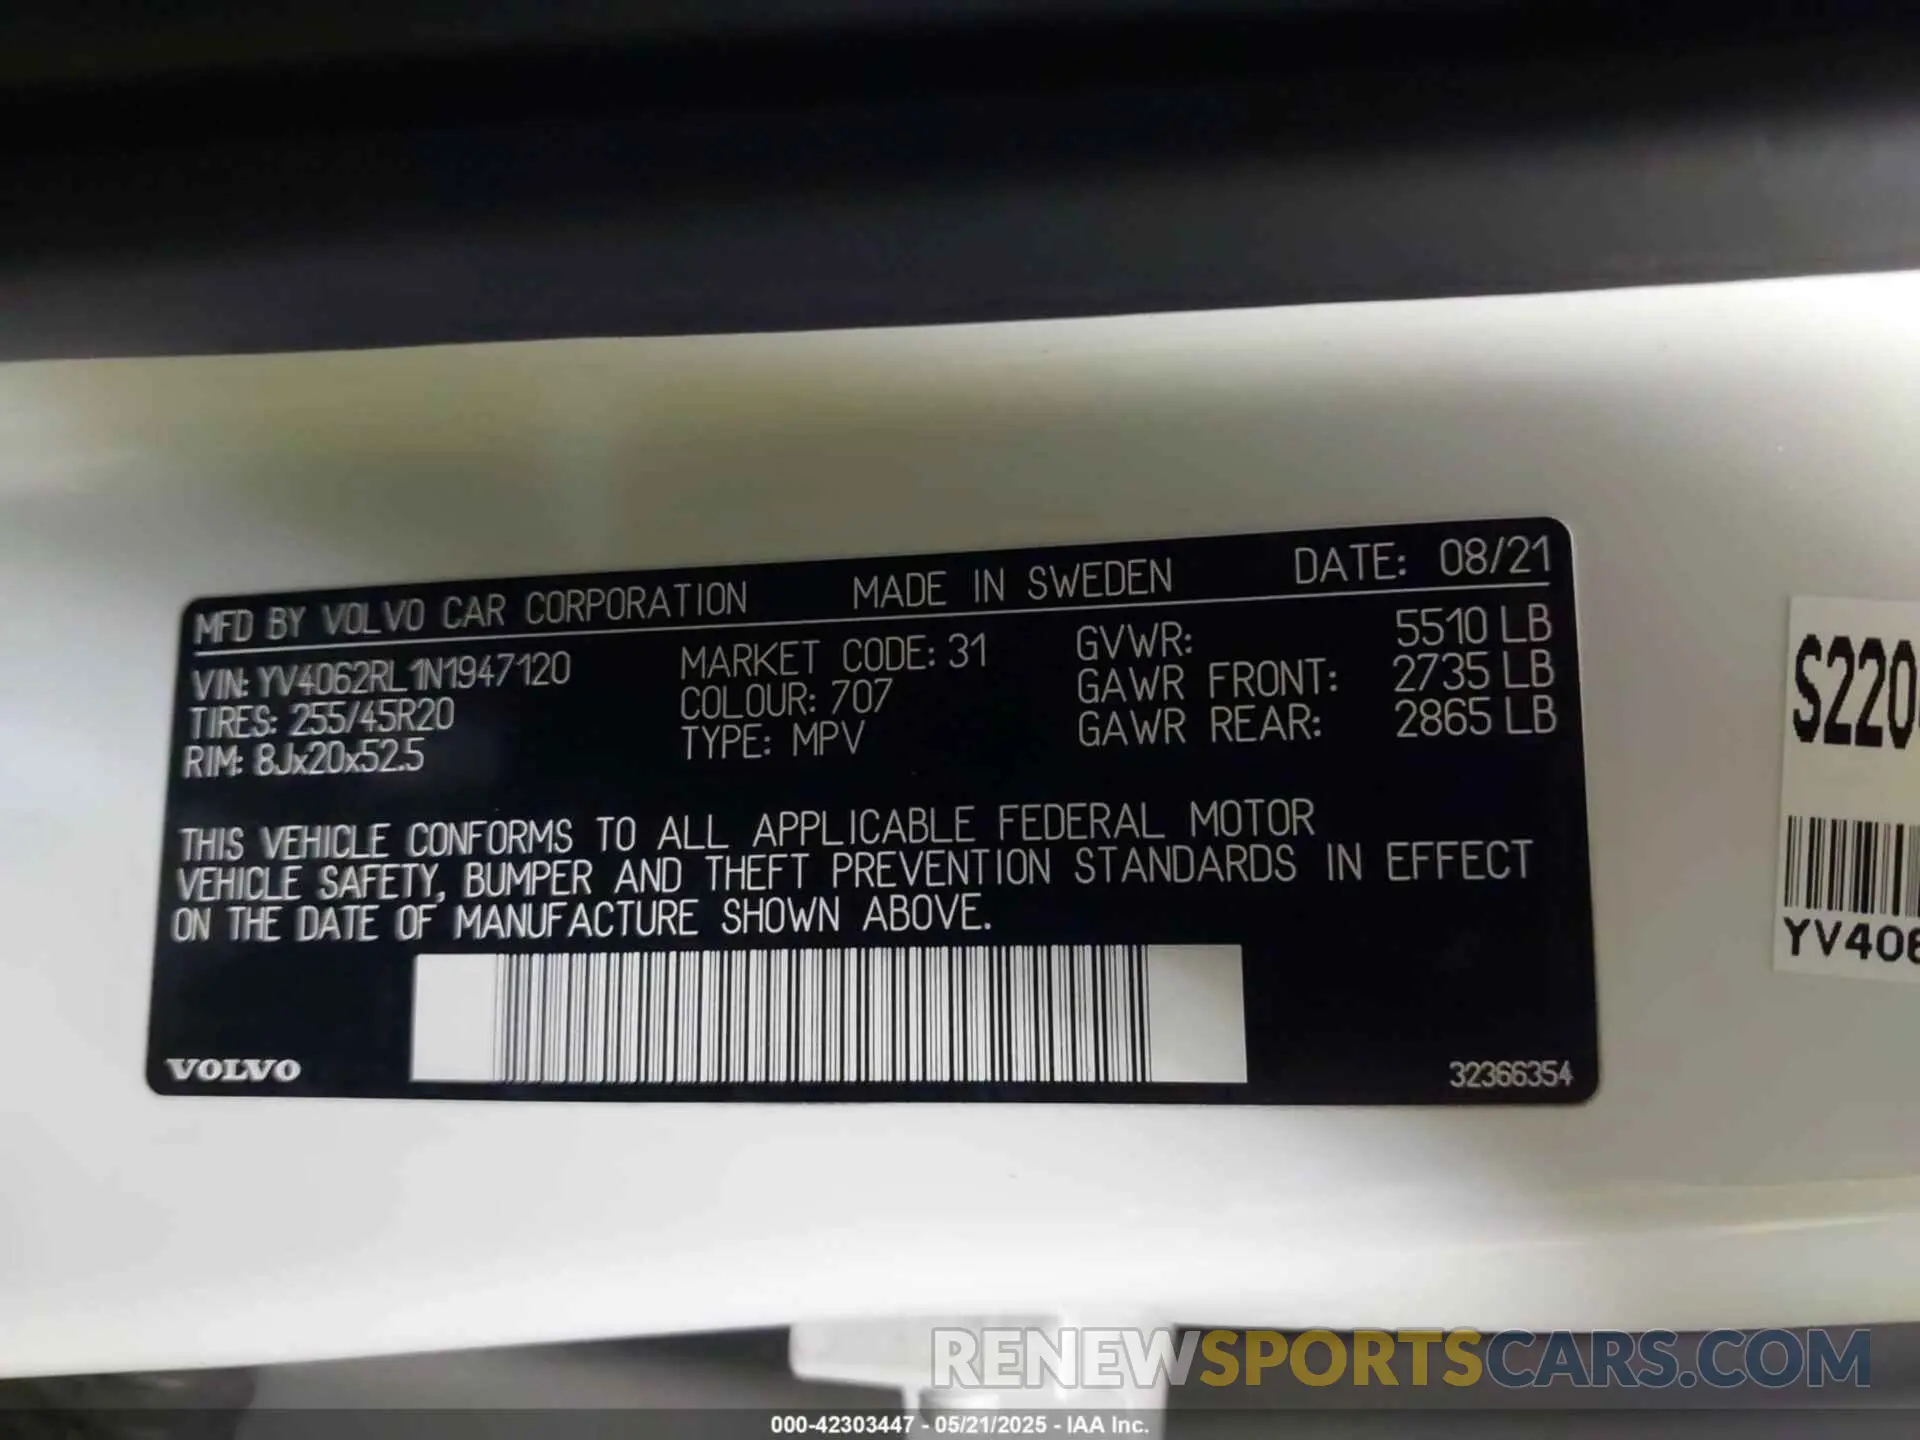 MFD BY VOLVO CAR CORPORATION MADE IN SWEDEN DATE: 08/21
VIN: YV4062RL1N1947120 MARKET CODE: 31 GVWR: 5510 LB
TIRES: 255/45R20 COLOUR: 707 GAWR FRONT: 2735 LB
RIM: 8Jx20x52.5 TYPE: MPV GAWR REAR: 2865 LB
THIS VEHICLE CONFORMS TO ALL APPLICABLE FEDERAL MOTOR
VEHICLE SAFETY, BUMPER AND THEFT PREVENTION STANDARDS IN EFFECT
ON THE DATE OF MANUFACTURE SHOWN ABOVE.
VOLVO 32366354
S220
YV406
RENEWSPORTSCARS.COM
000-42303447 - 05/21/2025 - IAA Inc.